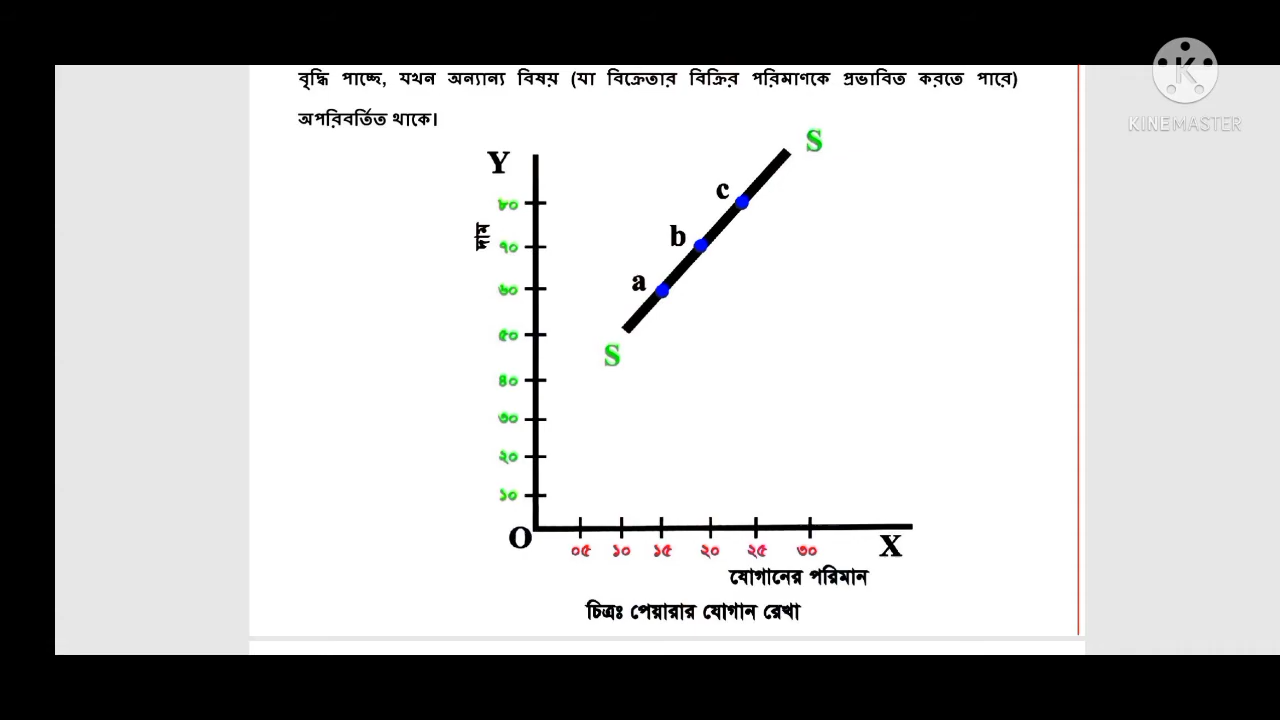 বৃদ্ধি পাচ্ছে, যখন অন্যান্য বিষয় (যা বিক্রেতার বিক্রির পরিমাণকে প্রভাবিত করতে পারে)
অপরিবর্তিত থাকে।
K
KINEMASTER
S
Y
c
৮০
b
দাম
৭০
a
৬০
৫০
S
৪০
৩০
২০
১০
O
X
০৫ ১০ ১৫ ২০ ২৫ ৩০
যোগানের পরিমান
চিত্রঃ পেয়ারার যোগান রেখা